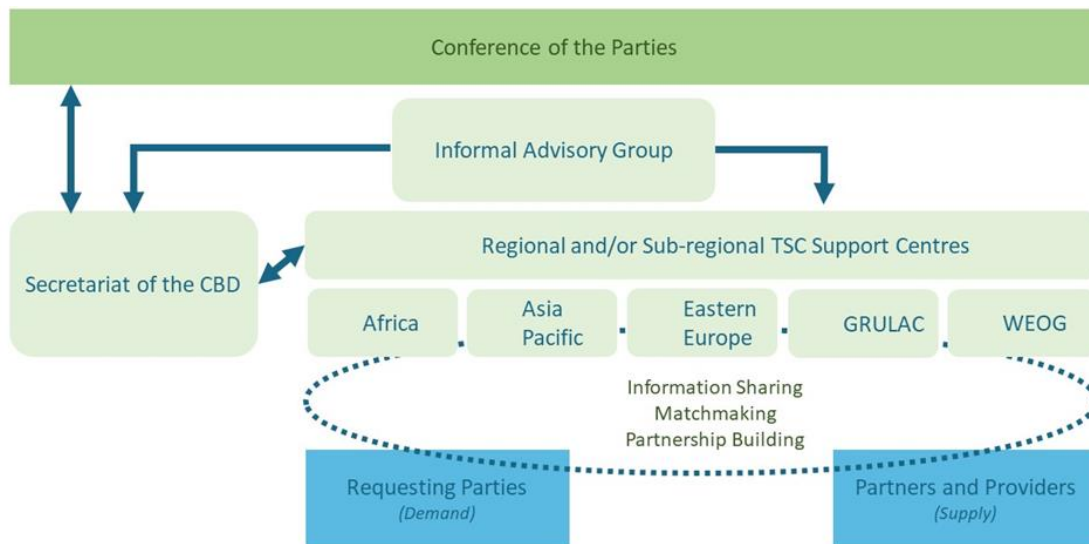 Conference of the Parties
Informal Advisory Group
Secretariat of the CBD
Regional and/or Sub-regional TSC Support Centres
Africa
Asia
Pacific
Eastern
Europe
GRULAC
WEOG
Information Sharing
Matchmaking
Partnership Building
Requesting Parties
(Demand)
Partners and Providers
(Supply)